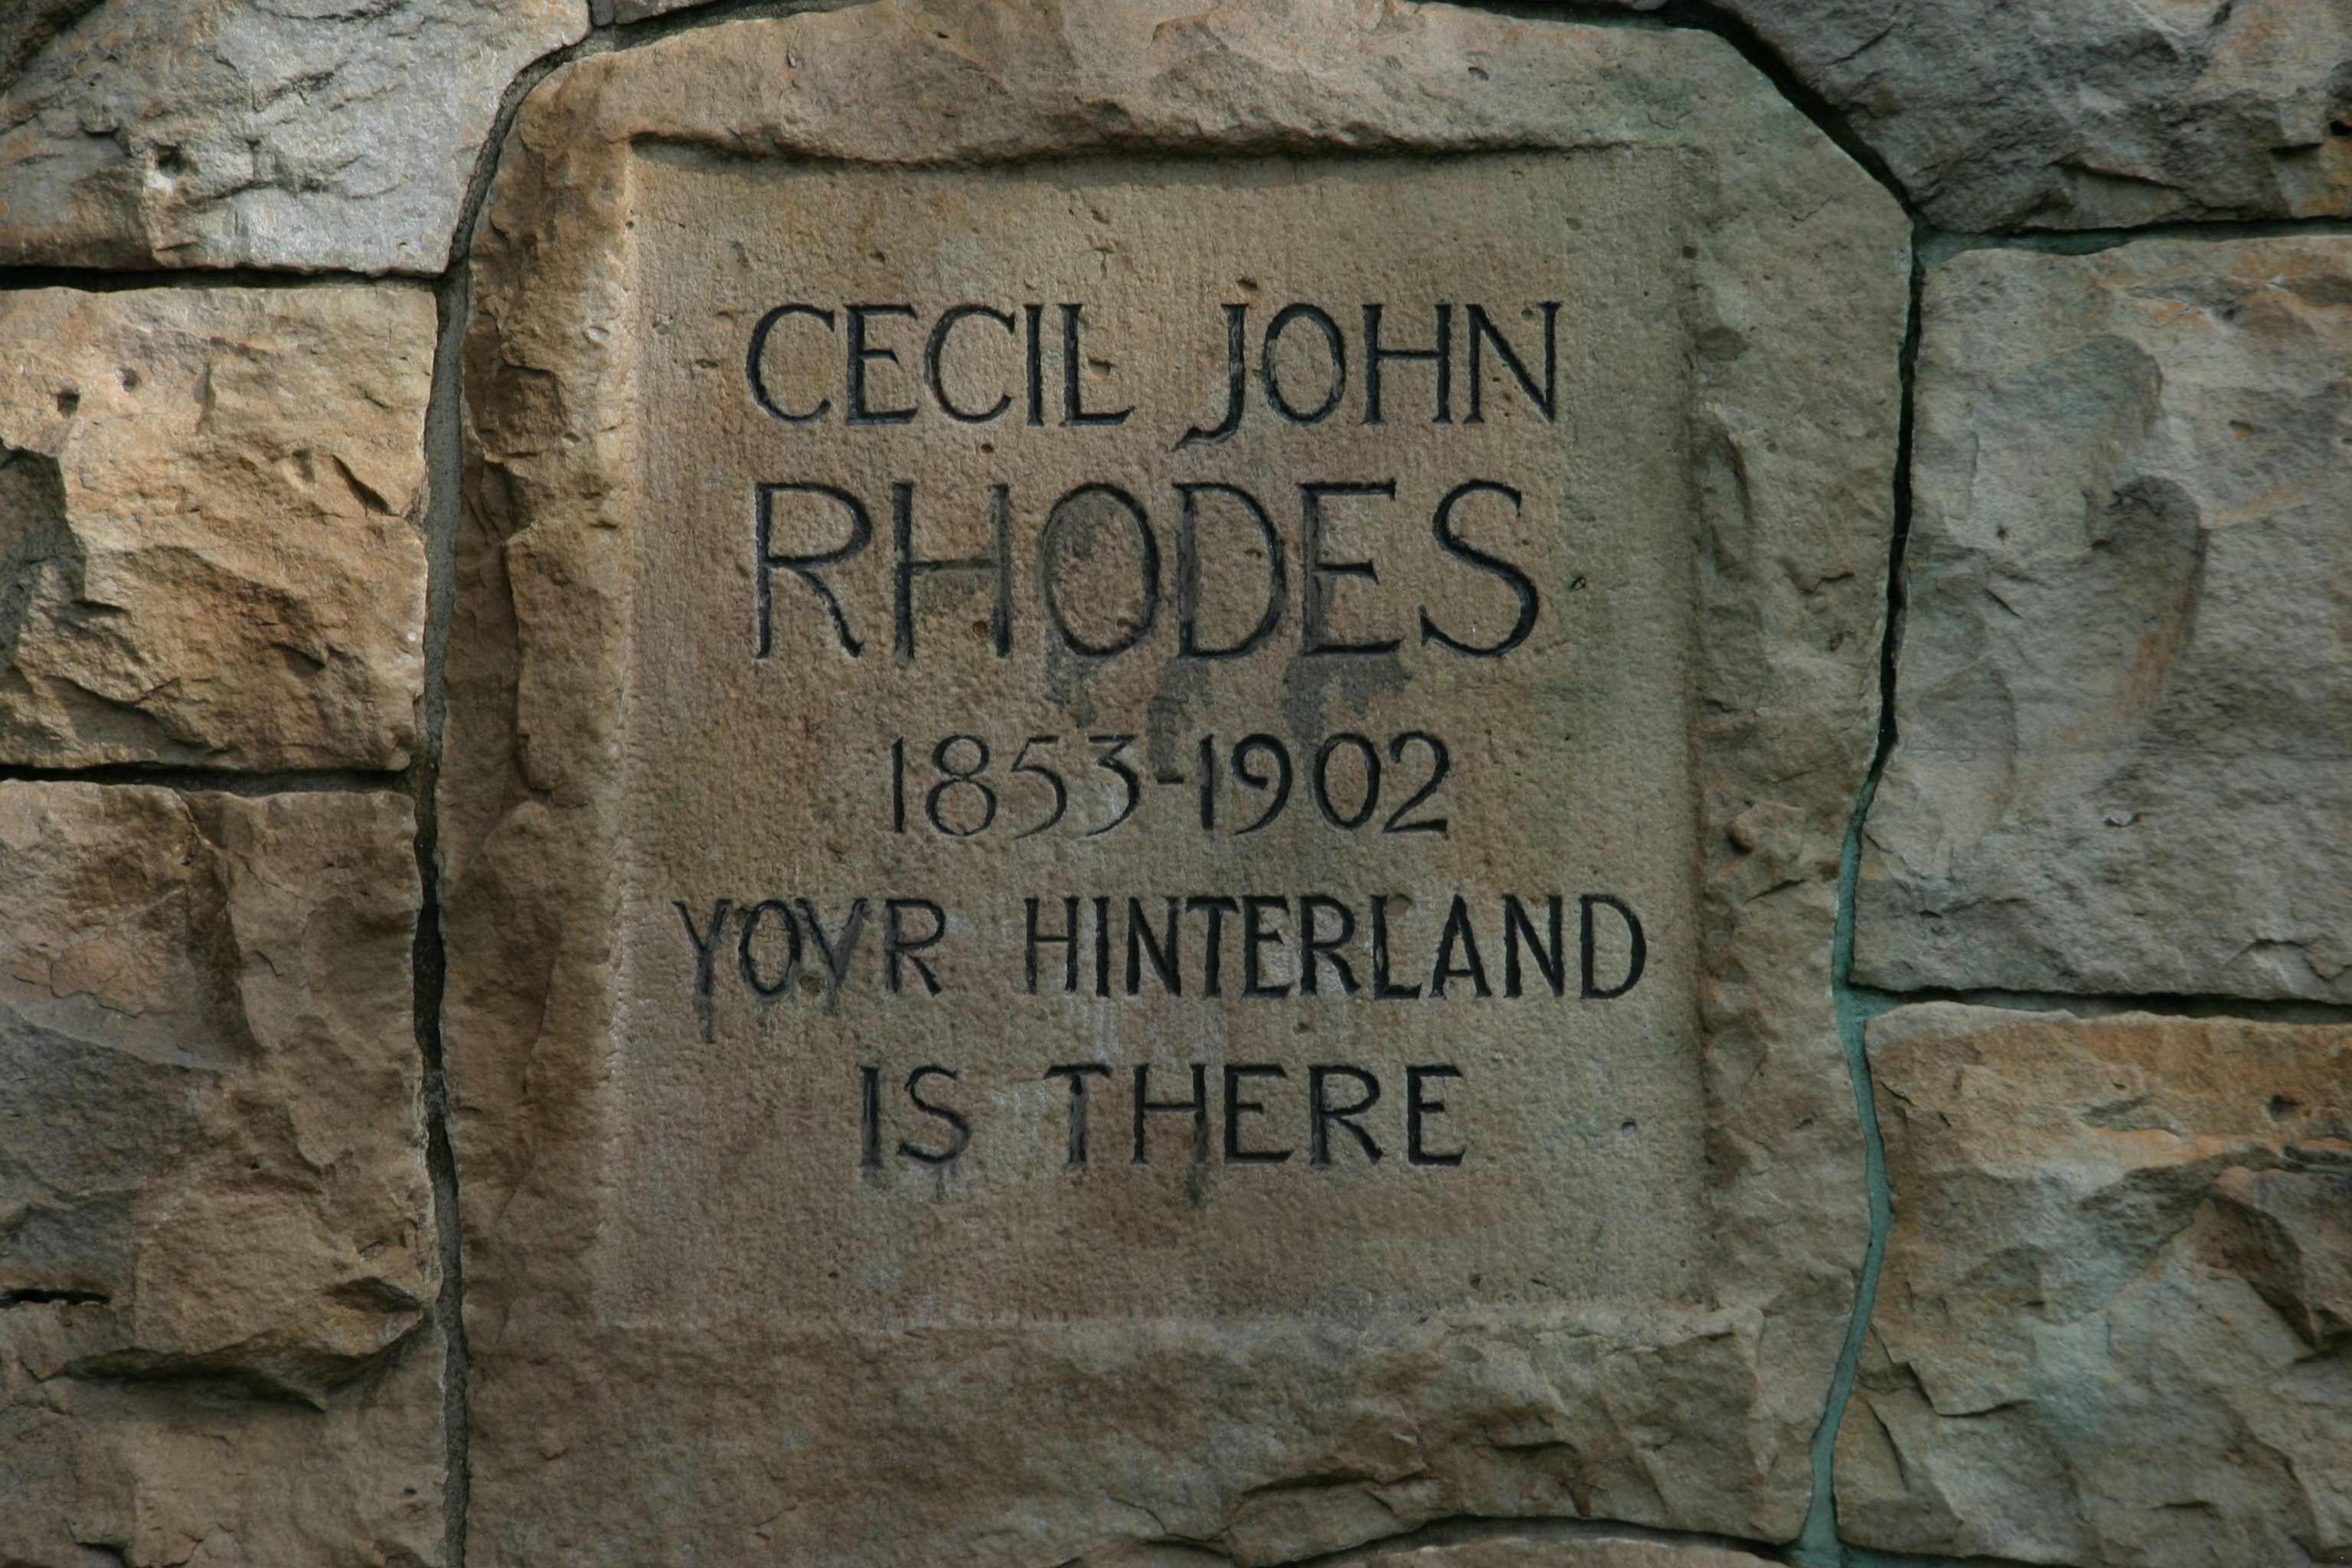 CECIL JOHN
RHODES
1853-1902
YOVR HINTERLAND
IS THERE